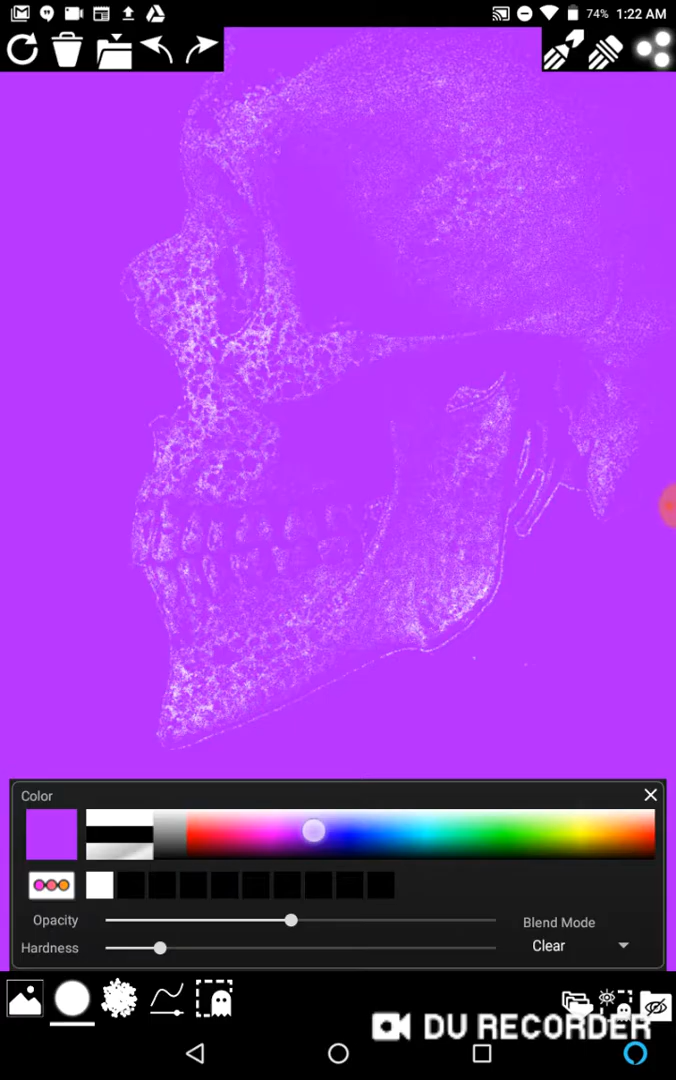 74% 1:22 AM
Color
Opacity
Blend Mode
Hardness
Clear
DU RECORDER